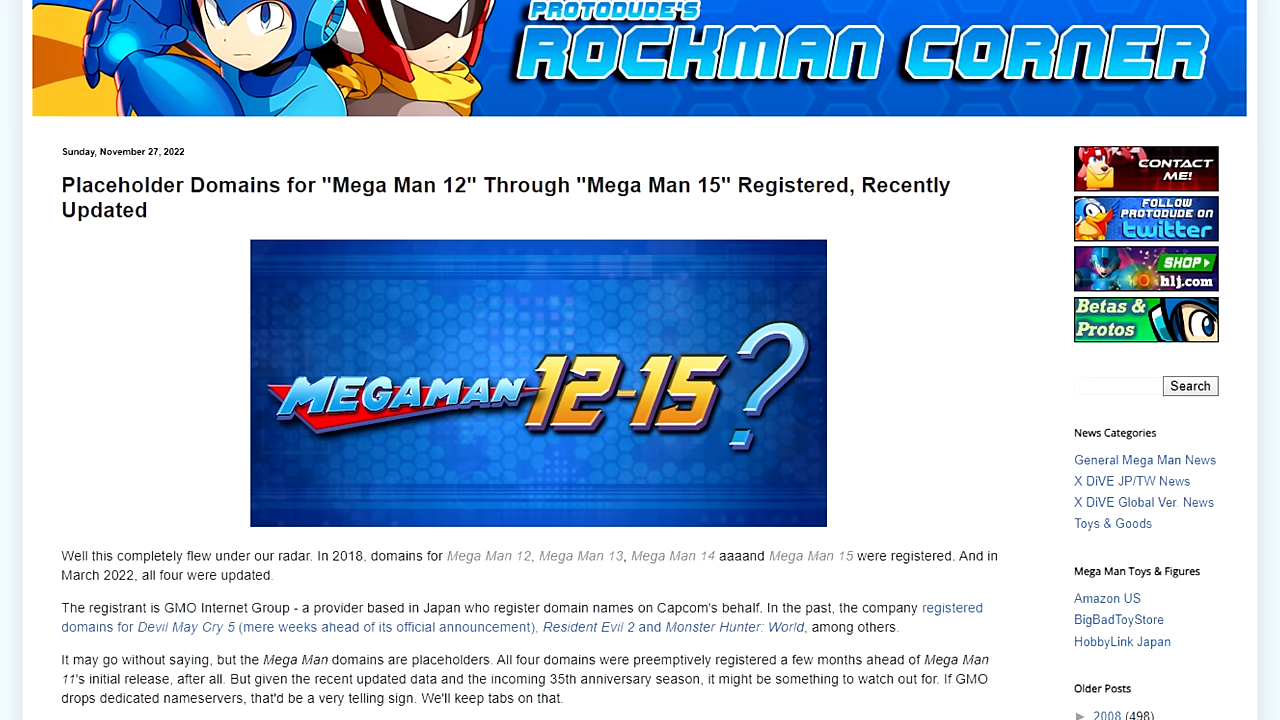 PROTODUDE'S
ROCKMAN CORNER
Sunday, November 27, 2022
Placeholder Domains for "Mega Man 12" Through "Mega Man 15" Registered, Recently
Updated
MEGAMAN 12-15?
Well this completely flew under our radar. In 2018, domains for Mega Man 12, Mega Man 13, Mega Man 14 aaaand Mega Man 15 were registered. And in
March 2022, all four were updated.
The registrant is GMO Internet Group - a provider based in Japan who register domain names on Capcom's behalf. In the past, the company registered
domains for Devil May Cry 5 (mere weeks ahead of its official announcement), Resident Evil 2 and Monster Hunter: World, among others.
It may go without saying, but the Mega Man domains are placeholders. All four domains were preemptively registered a few months ahead of Mega Man
11's initial release, after all. But given the recent updated data and the incoming 35th anniversary season, it might be something to watch out for. If GMO
drops dedicated nameservers, that'd be a very telling sign. We'll keep tabs on that.
CONTACT
ME!
FOLLOW
PROTODUDE ON
twitter
SHOP
hlj.com
Betas &
Protos
Search
News Categories
General Mega Man News
X DiVE JP/TW News
X DiVE Global Ver. News
Toys & Goods
Mega Man Toys & Figures
Amazon US
BigBadToyStore
HobbyLink Japan
Older Posts
► 2008 (498)